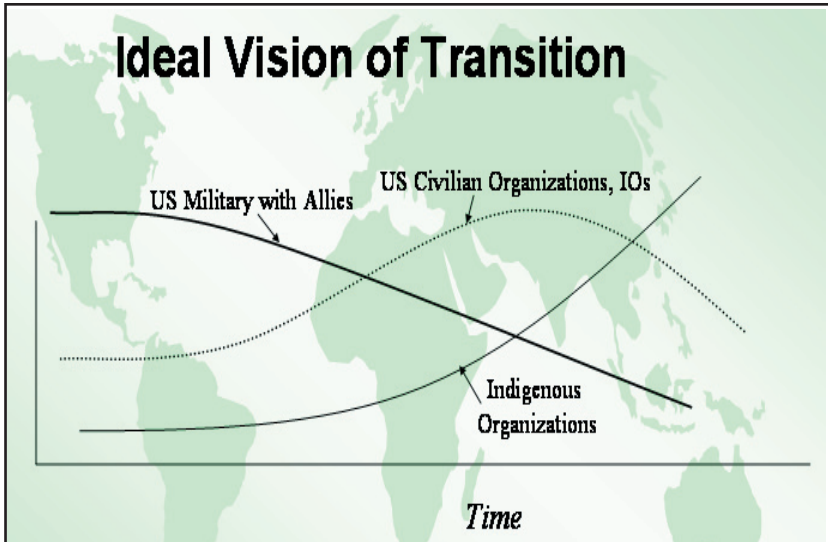 Ideal Vision of Transition
US Civilian Organizations, IOs
US Military with Allies
Indigenous
Organizations
Time